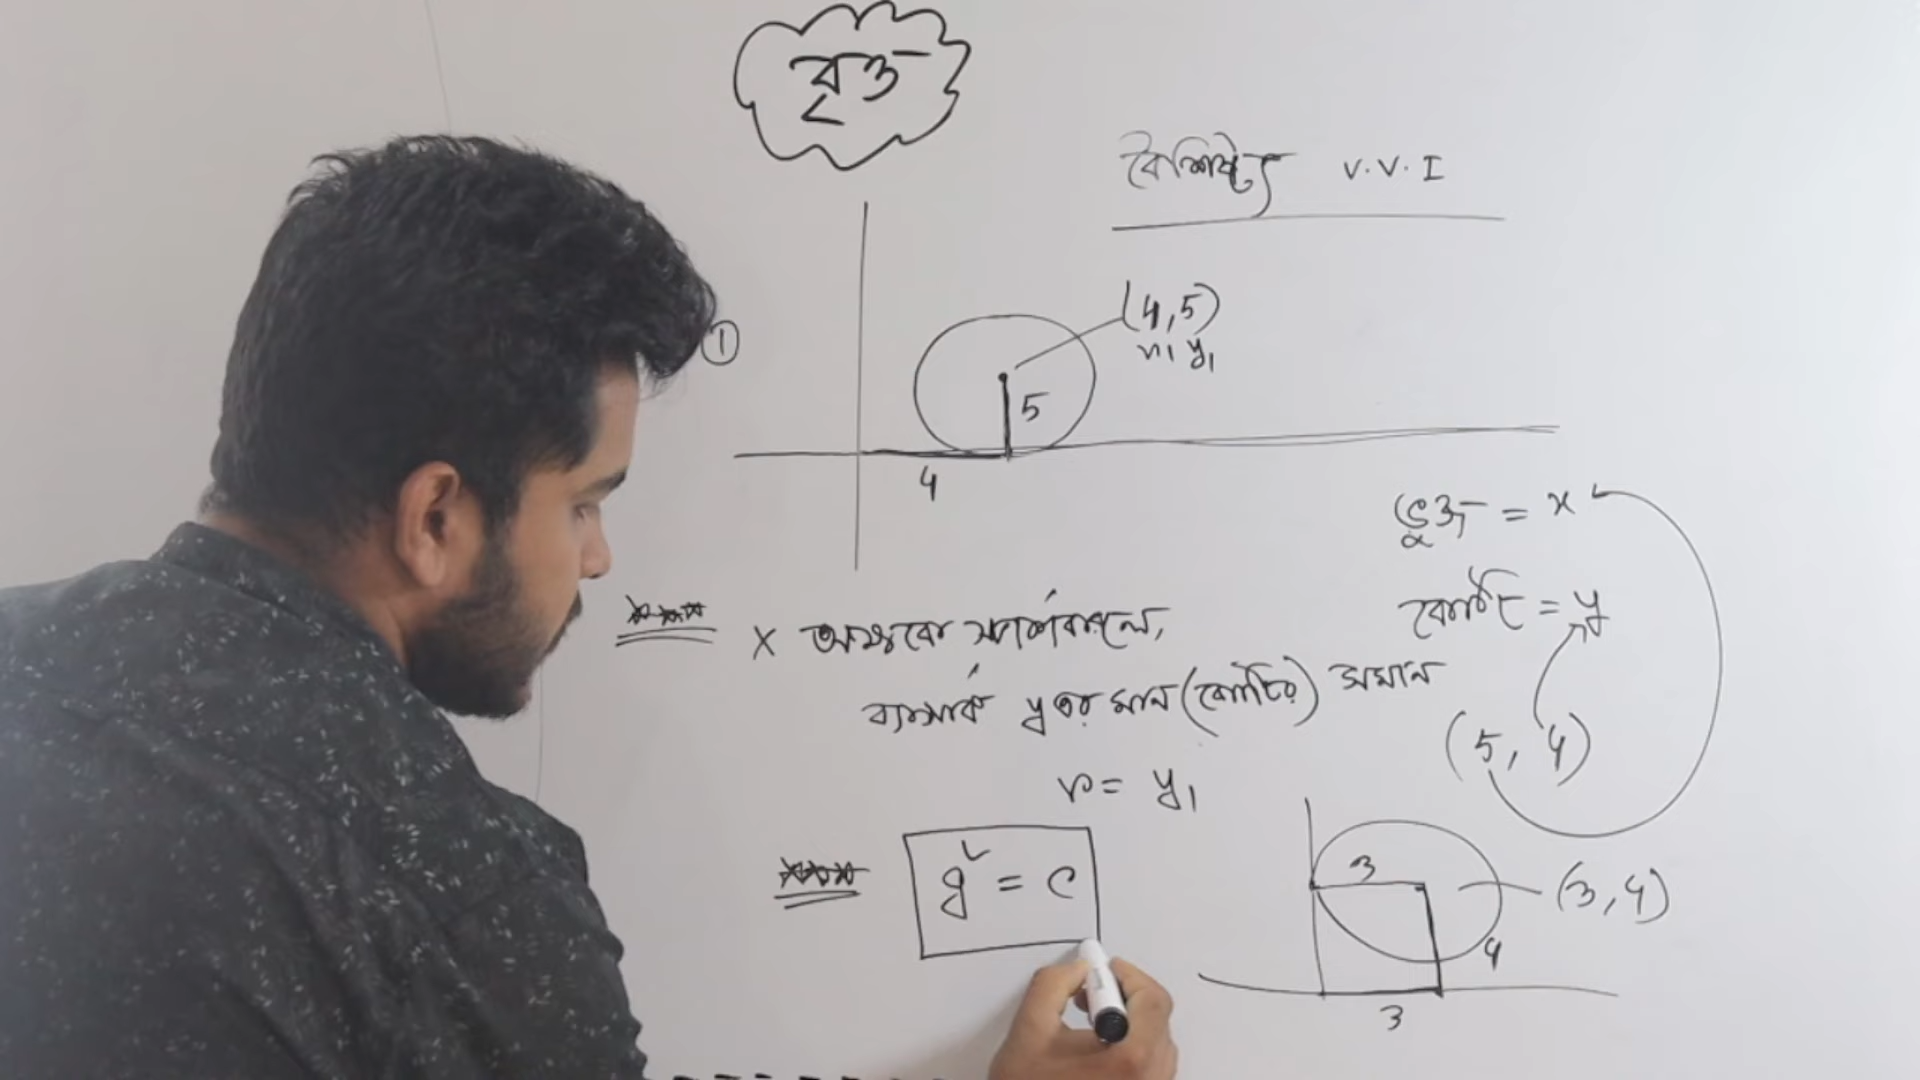 বৃত্ত
বৈশিষ্ট্য V.V.I
①
(4,5)
x₁ y₁
5
4
ভুজ = x
কোটি = y
(5, 4)
x অক্ষকে স্পর্শ করলে,
ব্যাসার্ধ y এর মান (কোটির) সমান
r = y₁
g² = c
3
(3,4)
4
3